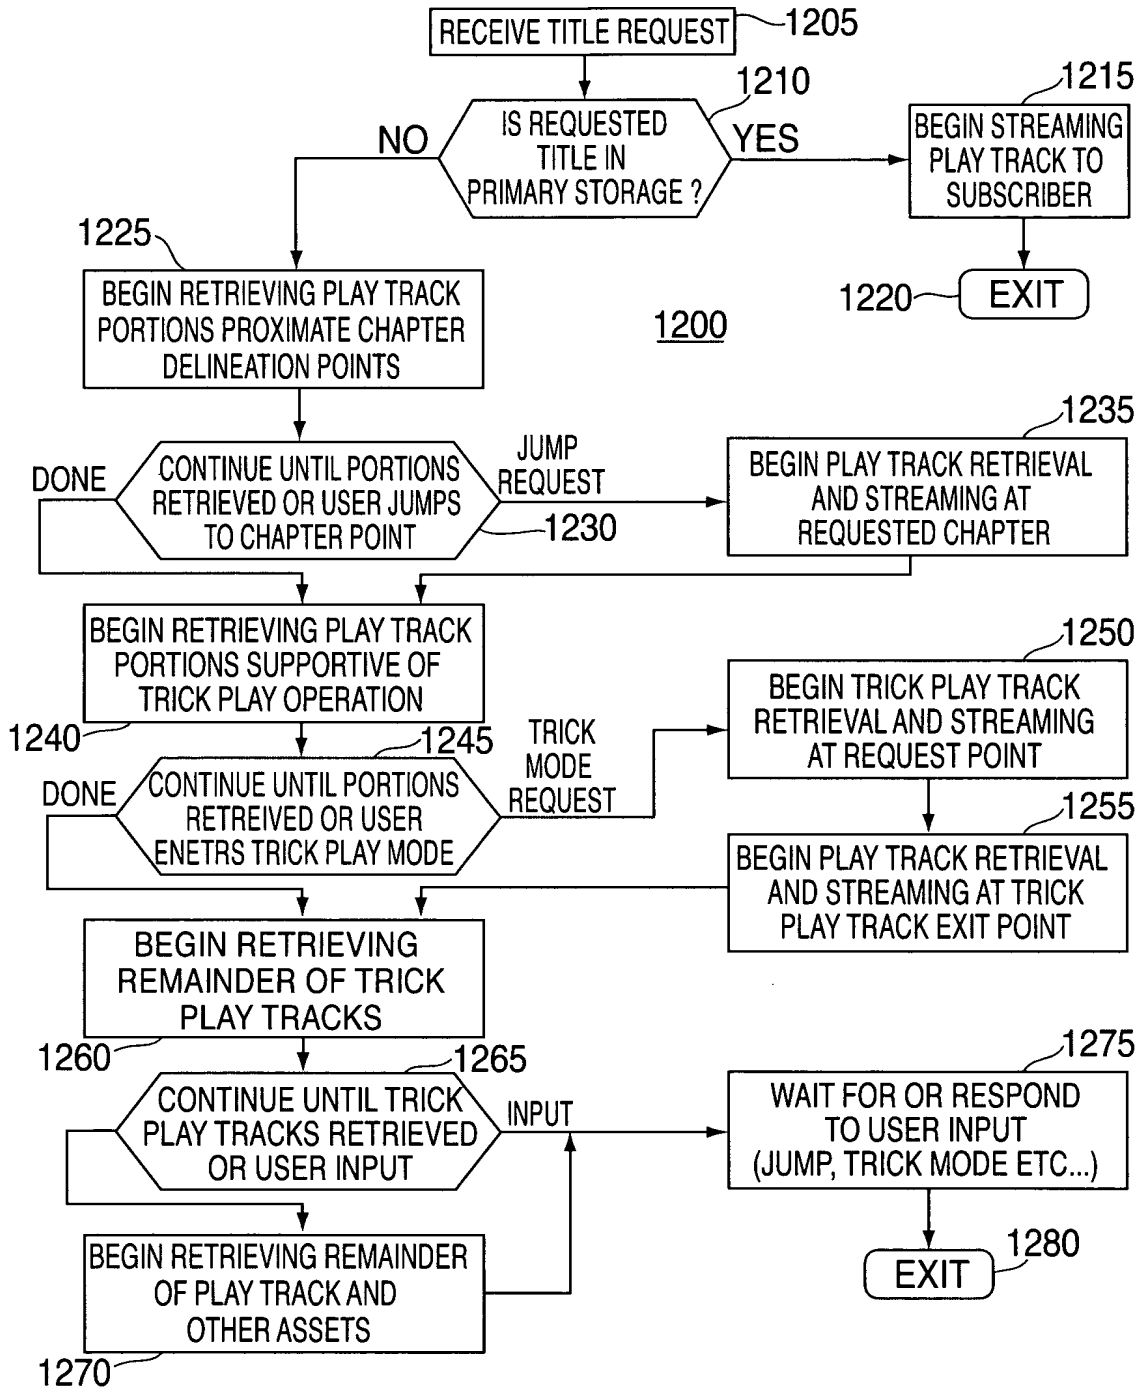 RECEIVE TITLE REQUEST
1205
IS REQUESTED
TITLE IN
PRIMARY STORAGE ?
1210
NO
YES
BEGIN STREAMING
PLAY TRACK TO
SUBSCRIBER
1215
EXIT
1220
1200
1225
BEGIN RETRIEVING PLAY TRACK
PORTIONS PROXIMATE CHAPTER
DELINEATION POINTS
DONE
CONTINUE UNTIL PORTIONS
RETRIEVED OR USER JUMPS
TO CHAPTER POINT
1230
JUMP
REQUEST
1235
BEGIN PLAY TRACK RETRIEVAL
AND STREAMING AT
REQUESTED CHAPTER
BEGIN RETRIEVING PLAY TRACK
PORTIONS SUPPORTIVE OF
TRICK PLAY OPERATION
1240
1245
DONE
CONTINUE UNTIL PORTIONS
RETREIVED OR USER
ENETRS TRICK PLAY MODE
TRICK
MODE
REQUEST
1250
BEGIN TRICK PLAY TRACK
RETRIEVAL AND STREAMING
AT REQUEST POINT
1255
BEGIN PLAY TRACK RETRIEVAL
AND STREAMING AT TRICK
PLAY TRACK EXIT POINT
BEGIN RETRIEVING
REMAINDER OF TRICK
PLAY TRACKS
1260
1265
CONTINUE UNTIL TRICK
PLAY TRACKS RETRIEVED
OR USER INPUT
INPUT
1275
WAIT FOR OR RESPOND
TO USER INPUT
(JUMP, TRICK MODE ETC...)
BEGIN RETRIEVING REMAINDER
OF PLAY TRACK AND
OTHER ASSETS
1270
EXIT
1280